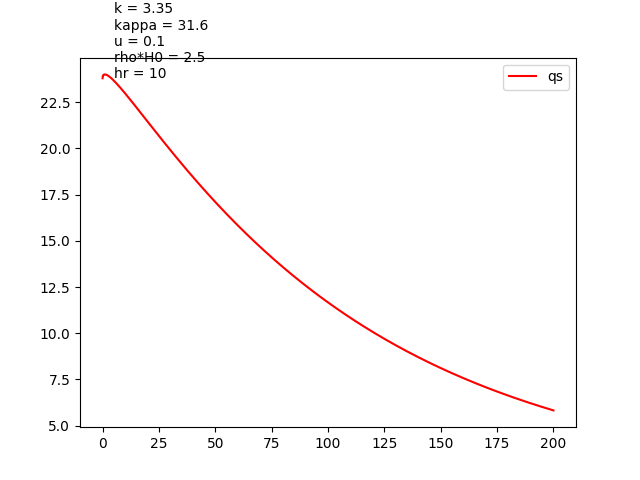 k = 3.35
kappa = 31.6
u = 0.1
rho*H0 = 2.5
hr = 10
qs
22.5
20.0
17.5
15.0
12.5
10.0
7.5
5.0
0 25 50 75 100 125 150 175 200